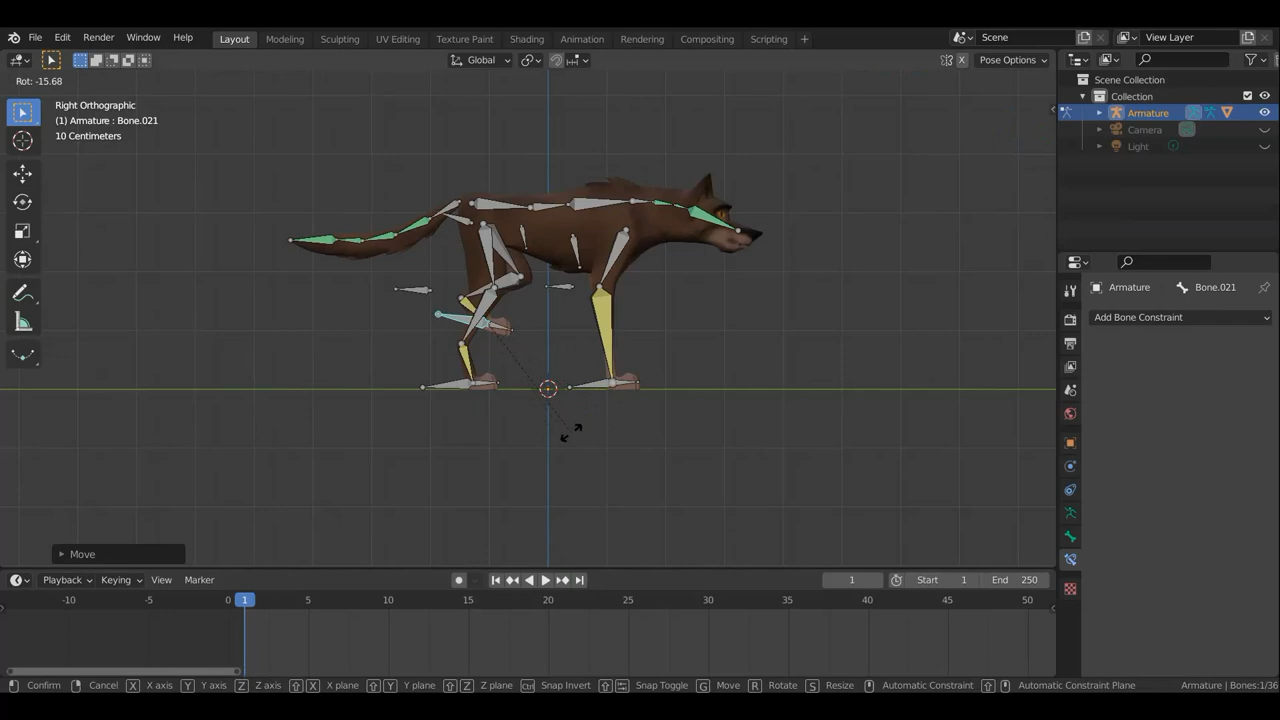 File Edit Render Window Help Layout Modeling Sculpting UV Editing Texture Paint Shading Animation Rendering Compositing Scripting + Scene View Layer
Global X Pose Options
Rot: -15.68
Right Orthographic
(1) Armature : Bone.021
10 Centimeters
Scene Collection
Collection
Armature
Camera
Light
Armature Bone.021
Add Bone Constraint
Move
Playback Keying View Marker 1 Start 1 End 250
-10 -5 0 1 5 10 15 20 25 30 35 40 45 50
Confirm Cancel X X axis Y Y axis Z Z axis X X plane Y Y plane Z Z plane Ctrl Snap Invert Snap Toggle G Move R Rotate S Resize Automatic Constraint Automatic Constraint Plane Armature | Bones:1/36